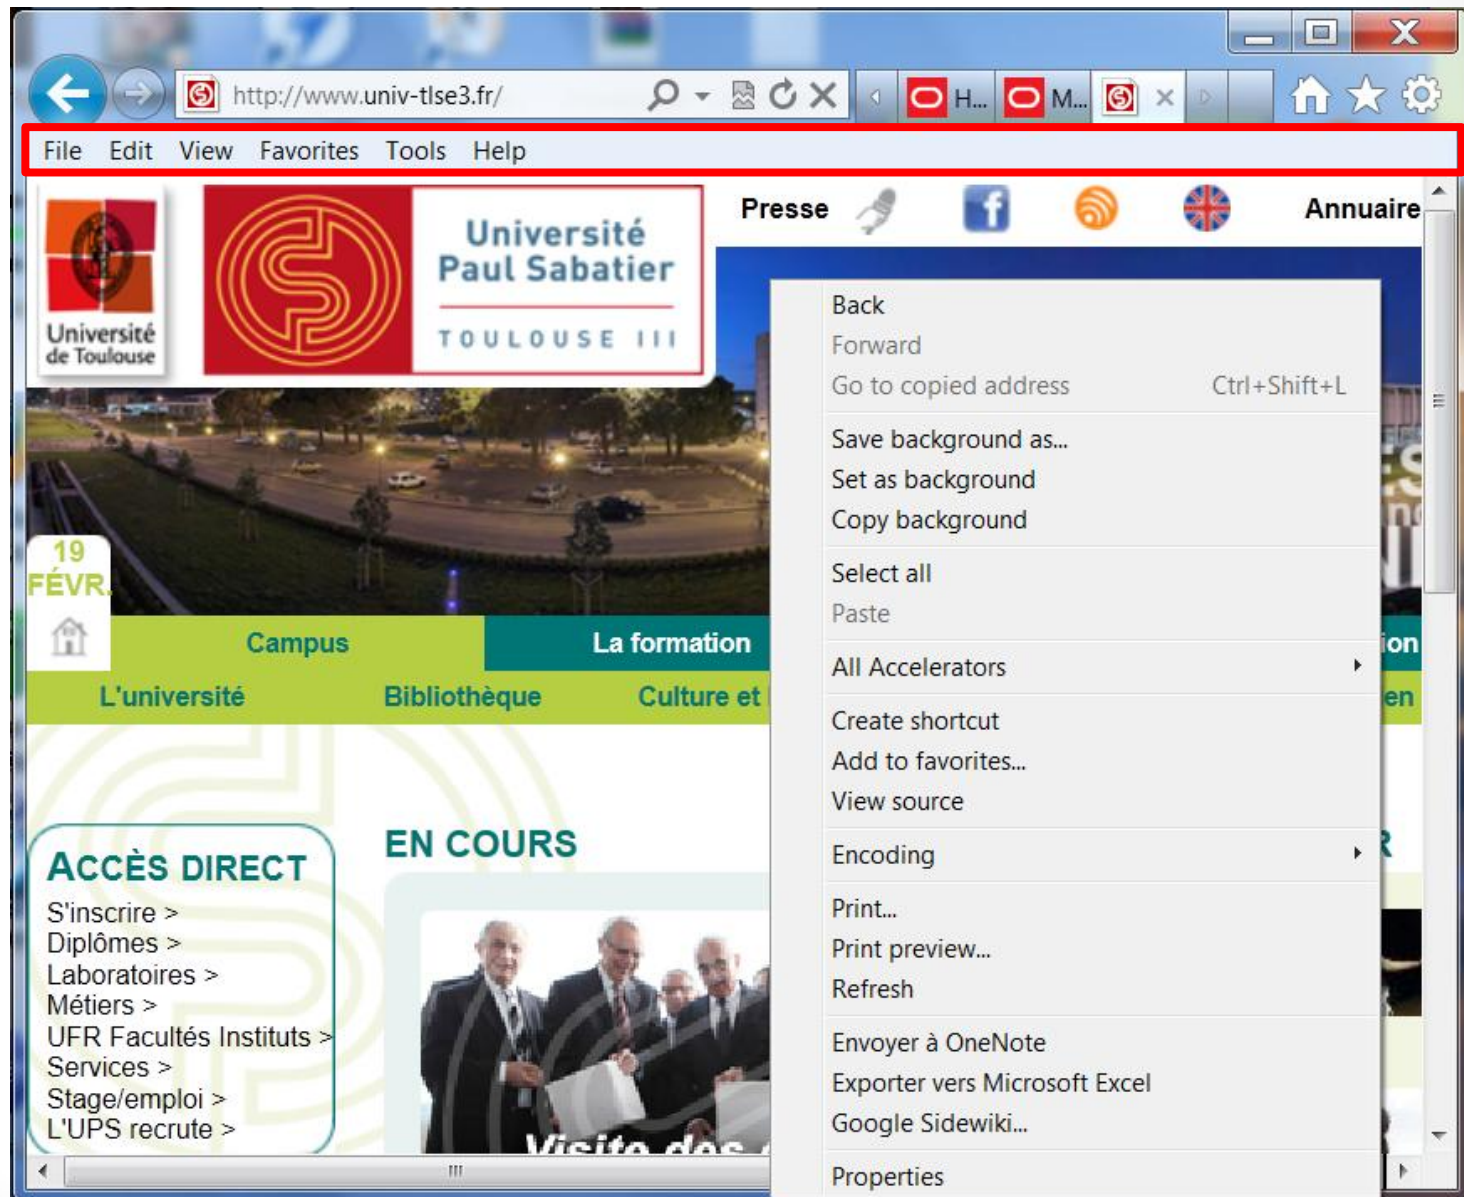 http://www.univ-tlse3.fr/
H...
M...
File Edit View Favorites Tools Help
Université
de Toulouse
Université
Paul Sabatier
TOULOUSE III
Presse
Annuaire
19
FÉVR.
Campus
La formation
ion
L'université
Bibliothèque
Culture et
en
ACCÈS DIRECT
S'inscrire >
Diplômes >
Laboratoires >
Métiers >
UFR Facultés Instituts >
Services >
Stage/emploi >
L'UPS recrute >
EN COURS
R
Visite des
Back
Forward
Go to copied address Ctrl+Shift+L
Save background as...
Set as background
Copy background
Select all
Paste
All Accelerators
Create shortcut
Add to favorites...
View source
Encoding
Print...
Print preview...
Refresh
Envoyer à OneNote
Exporter vers Microsoft Excel
Google Sidewiki...
Properties